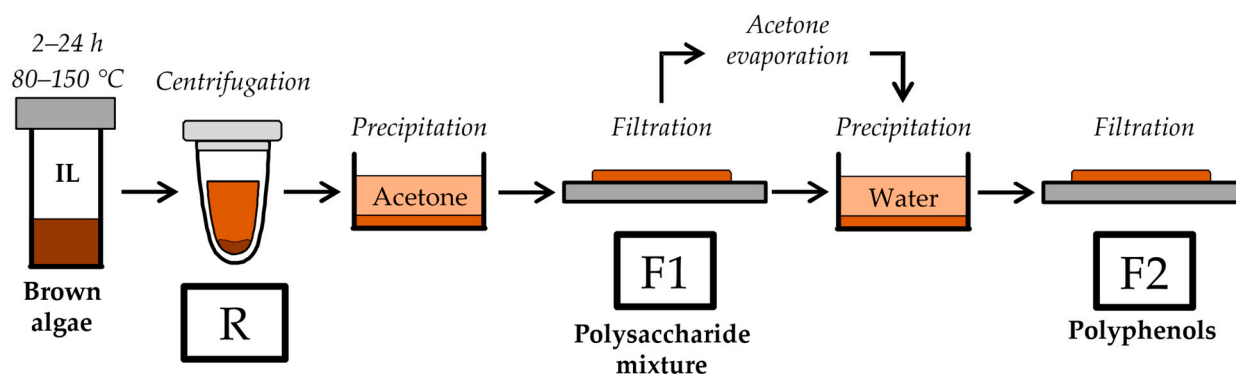 2–24 h
80–150 °C
IL
Brown
algae
Centrifugation
R
Precipitation
Acetone
Filtration
F1
Polysaccharide
mixture
Acetone
evaporation
Precipitation
Water
Filtration
F2
Polyphenols